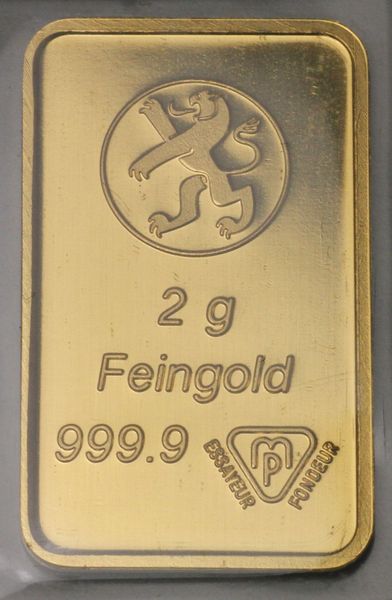 2 g
Feingold
999.9
MP
ESSAYEUR FONDEUR